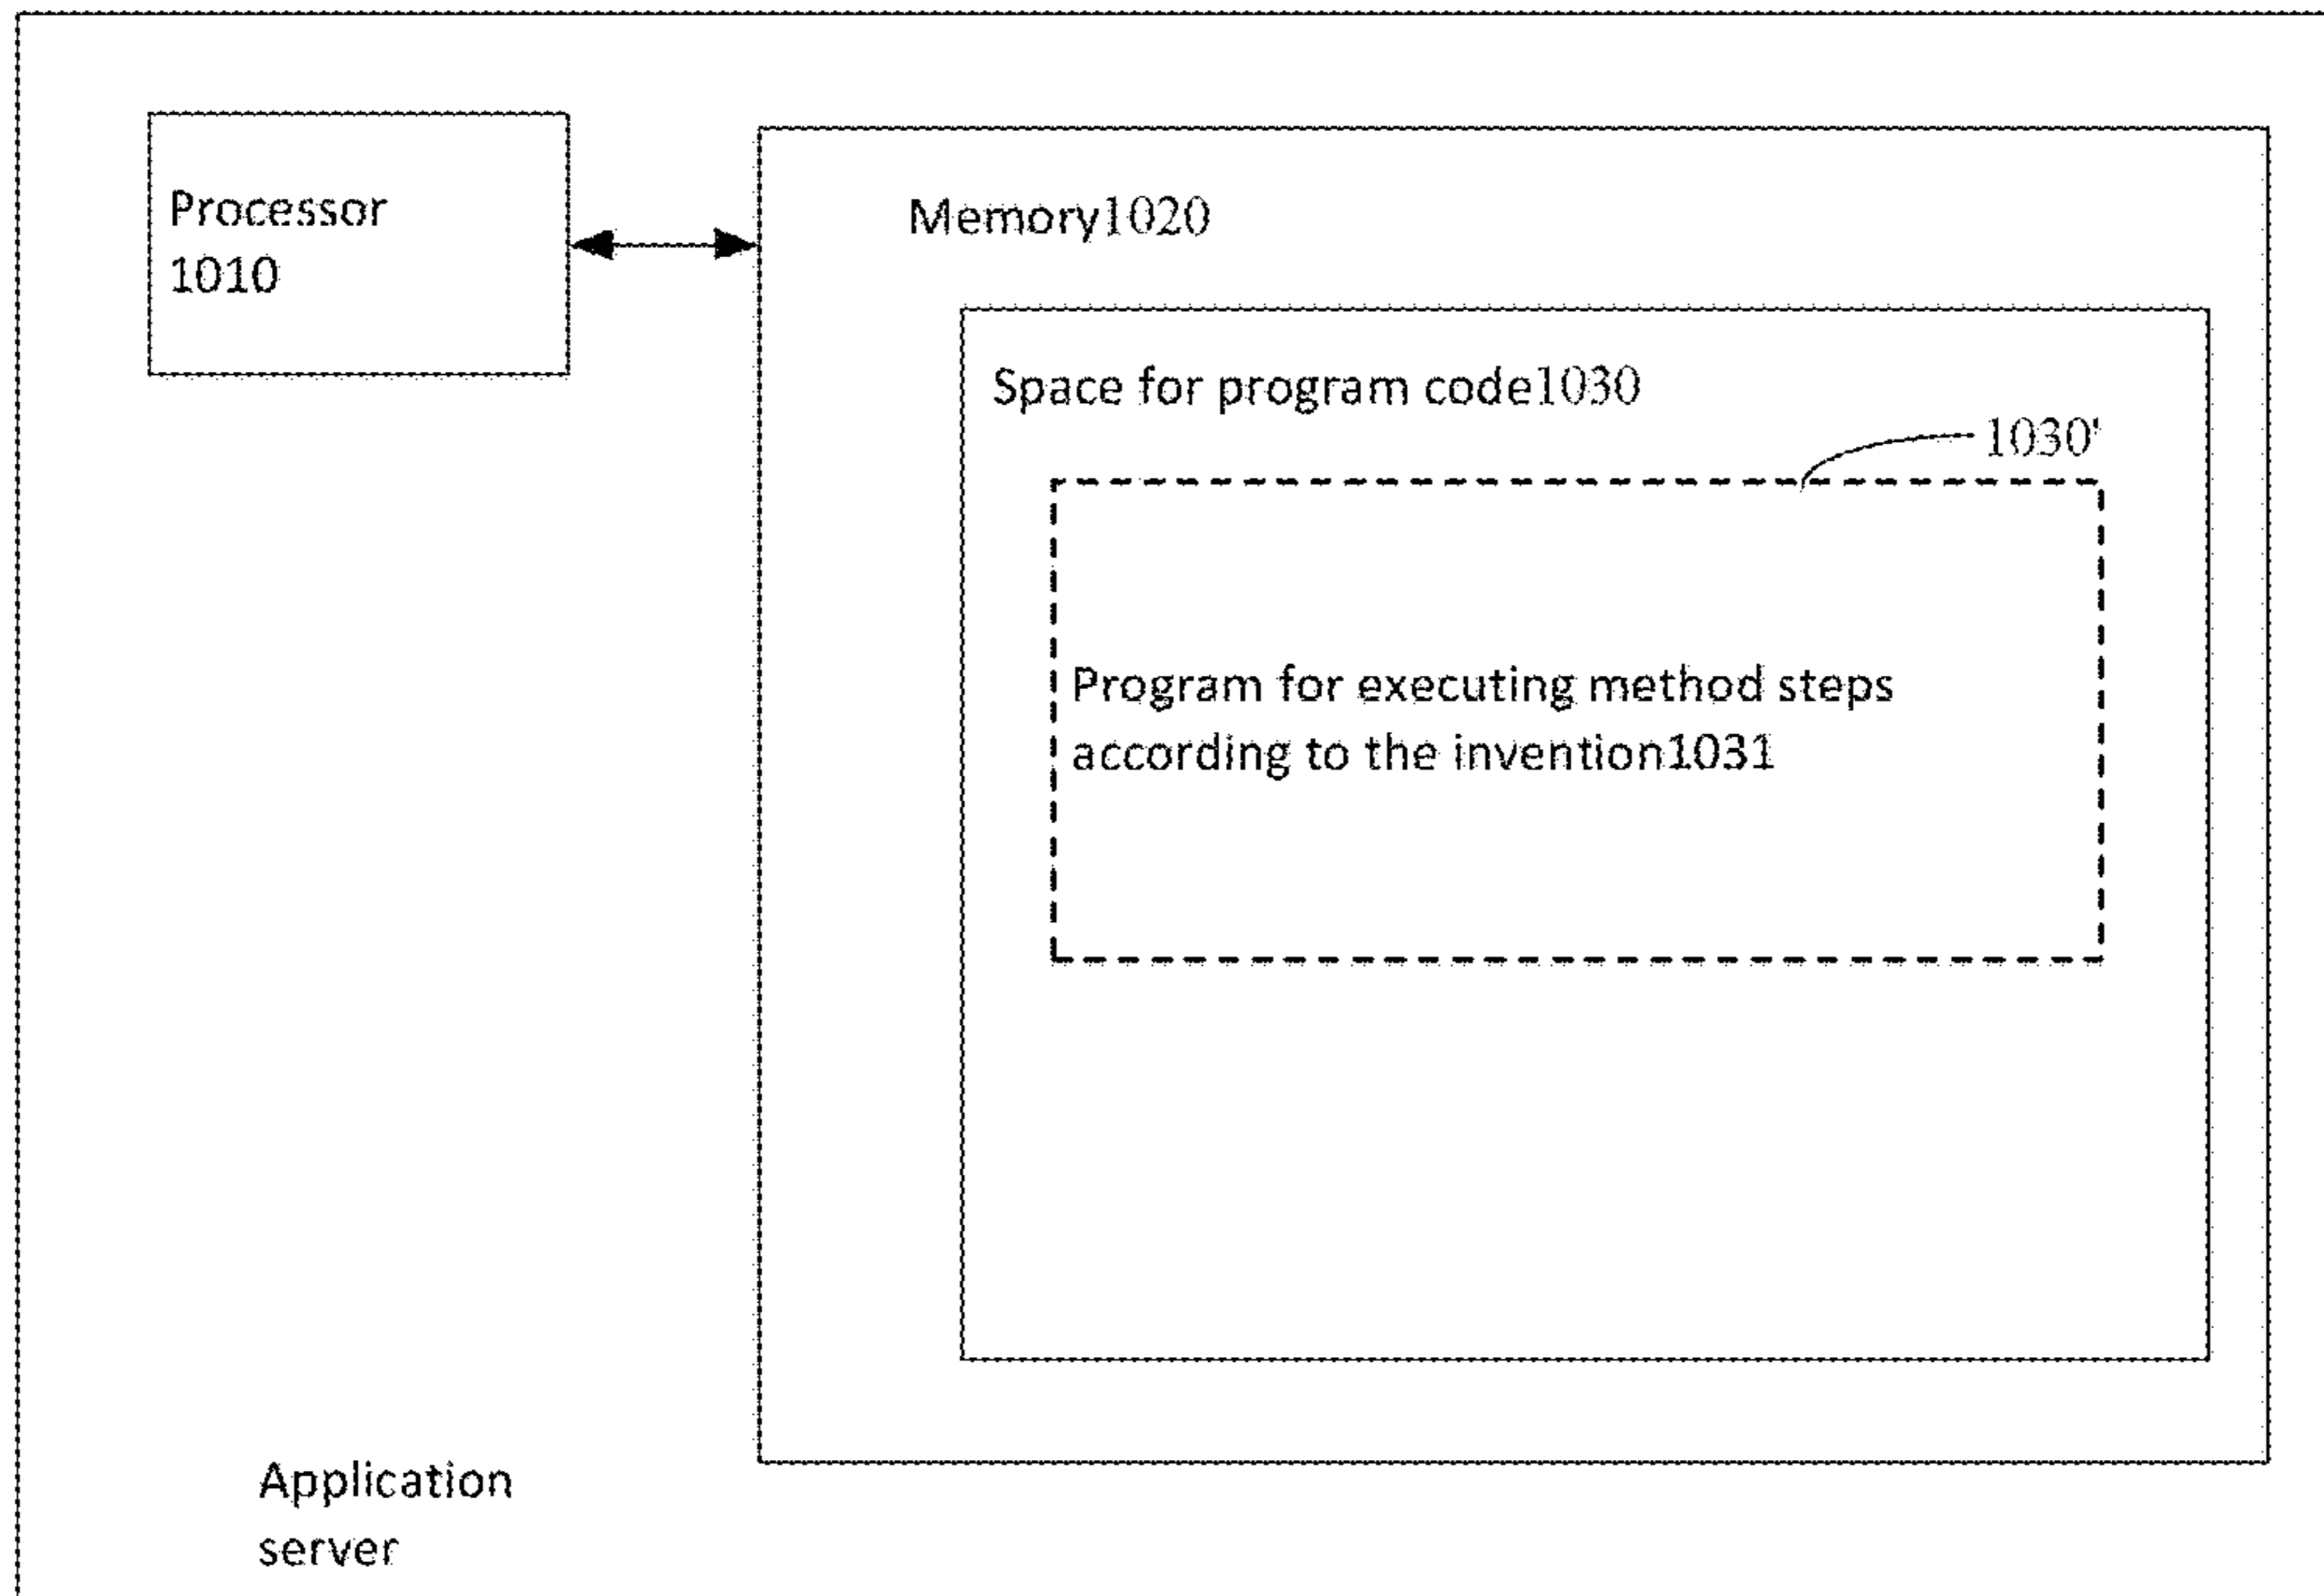 Processor
1010
Memory1020
Space for program code1030
1030'
Program for executing method steps
according to the invention1031
Application
server